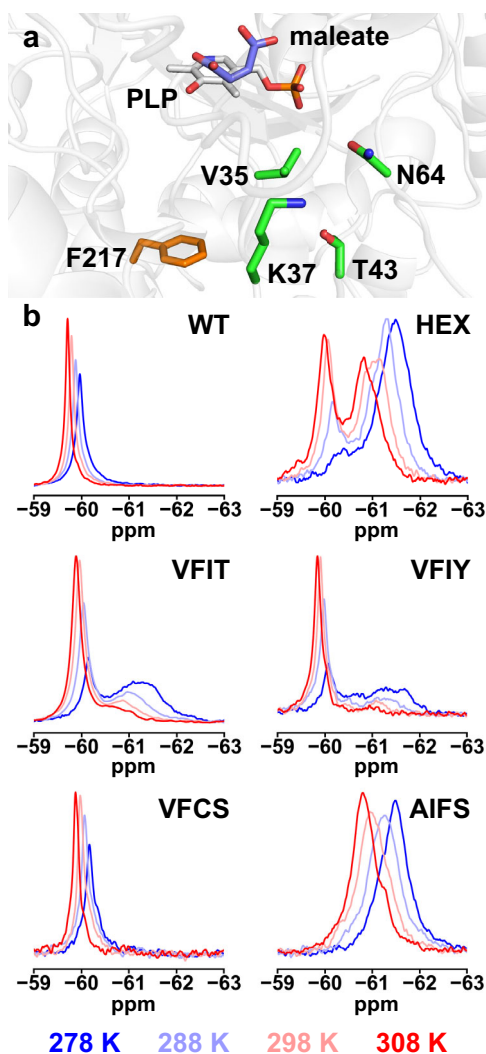 a
maleate
PLP
V35
N64
F217
K37
T43
b
WT
HEX
−59 −60 −61 −62 −63
ppm
−59 −60 −61 −62 −63
ppm
VFIT
VFIY
−59 −60 −61 −62 −63
ppm
−59 −60 −61 −62 −63
ppm
VFCS
AIFS
−59 −60 −61 −62 −63
ppm
−59 −60 −61 −62 −63
ppm
278 K 288 K 298 K 308 K